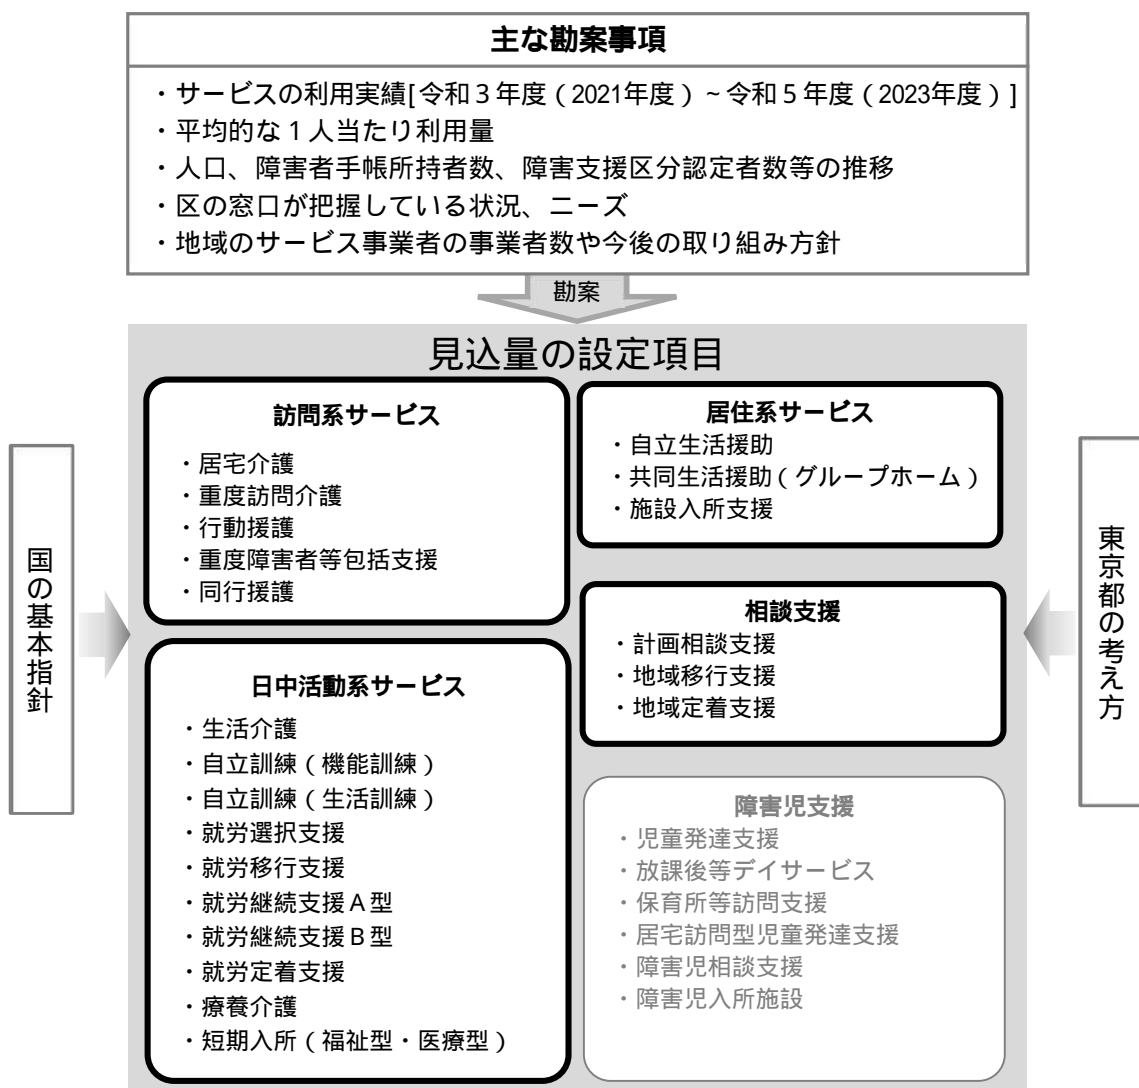 主な勘案事項
・サービスの利用実績[令和３年度（2021年度）～令和５年度（2023年度）]
・平均的な１人当たり利用量
・人口、障害者手帳所持者数、障害支援区分認定者数等の推移
・区の窓口が把握している状況、ニーズ
・地域のサービス事業者の事業者数や今後の取り組み方針
勘案
見込量の設定項目
国の基本指針
訪問系サービス
・居宅介護
・重度訪問介護
・行動援護
・重度障害者等包括支援
・同行援護
日中活動系サービス
・生活介護
・自立訓練（機能訓練）
・自立訓練（生活訓練）
・就労選択支援
・就労移行支援
・就労継続支援Ａ型
・就労継続支援Ｂ型
・就労定着支援
・療養介護
・短期入所（福祉型・医療型）
居住系サービス
・自立生活援助
・共同生活援助（グループホーム）
・施設入所支援
相談支援
・計画相談支援
・地域移行支援
・地域定着支援
障害児支援
・児童発達支援
・放課後等デイサービス
・保育所等訪問支援
・居宅訪問型児童発達支援
・障害児相談支援
・障害児入所施設
東京都の考え方